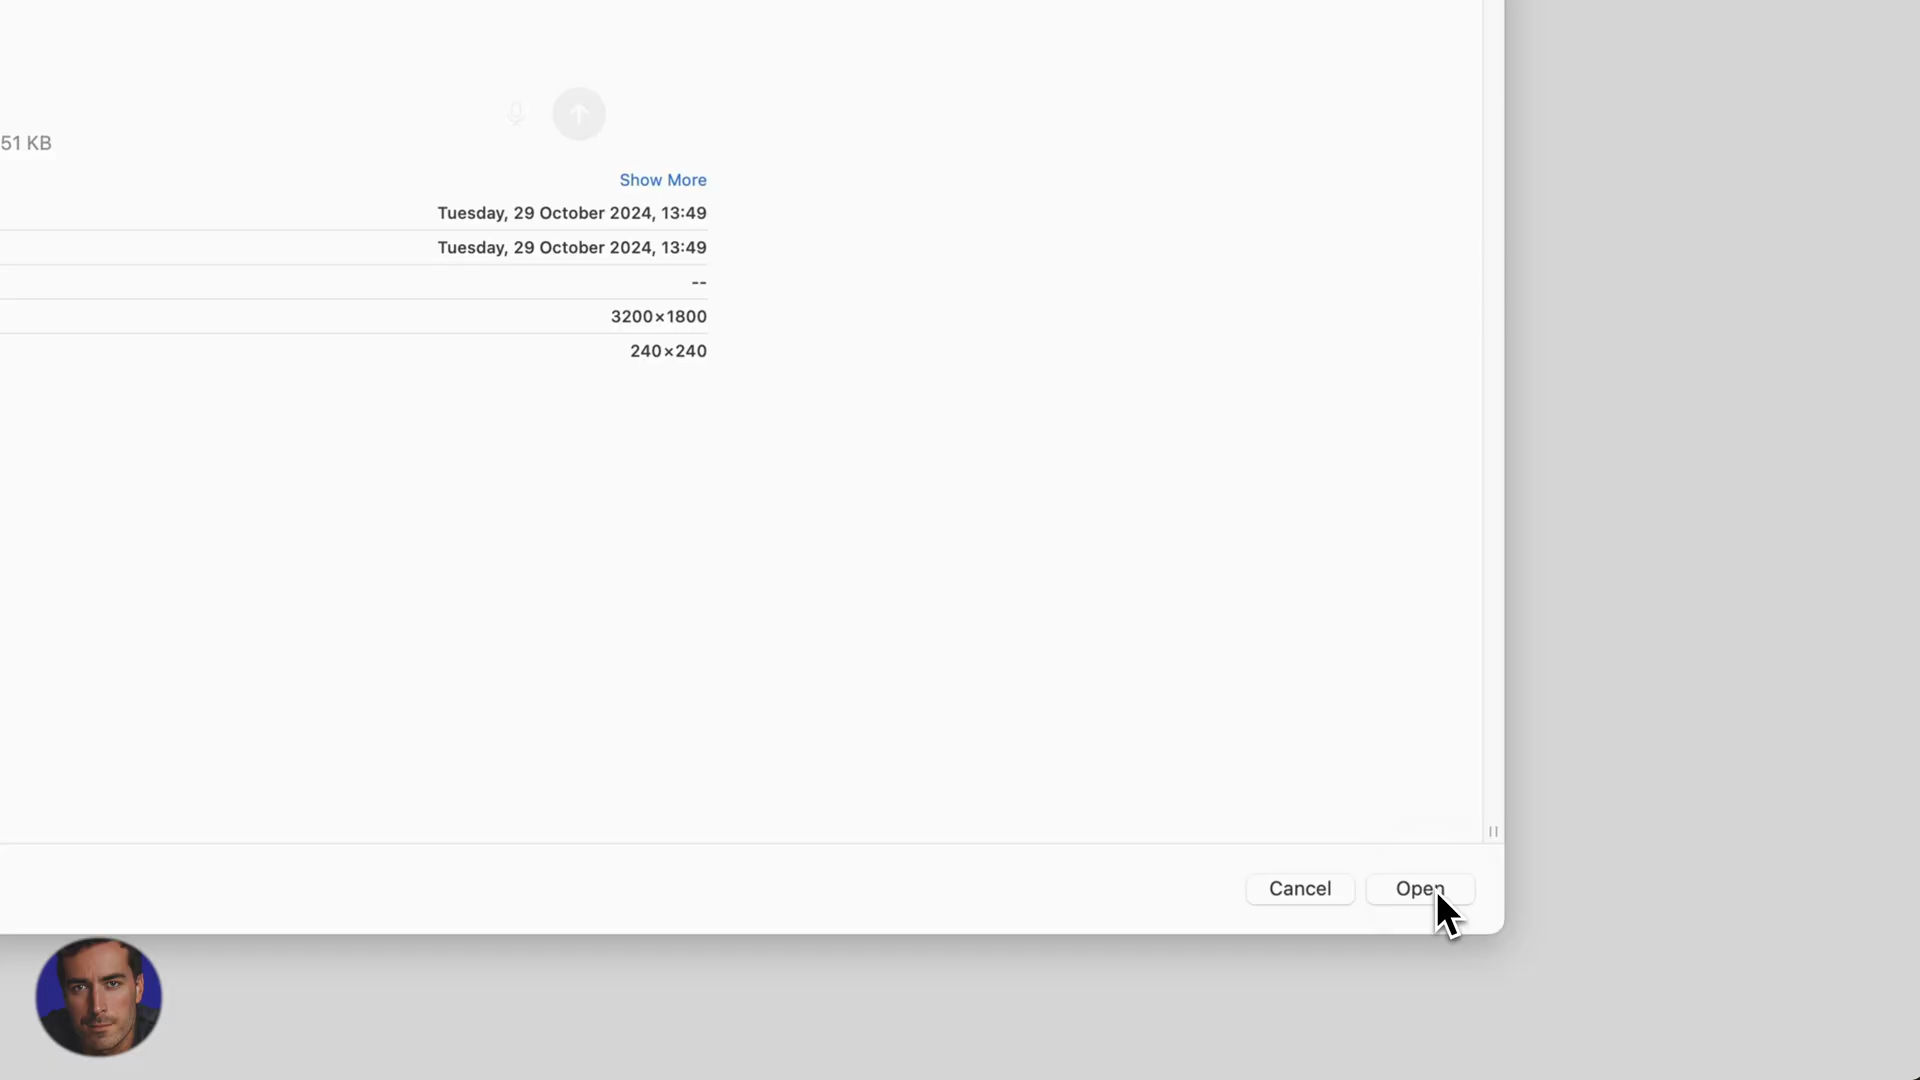 51 KB
Show More
Tuesday, 29 October 2024, 13:49
Tuesday, 29 October 2024, 13:49
--
3200×1800
240×240
Cancel
Open